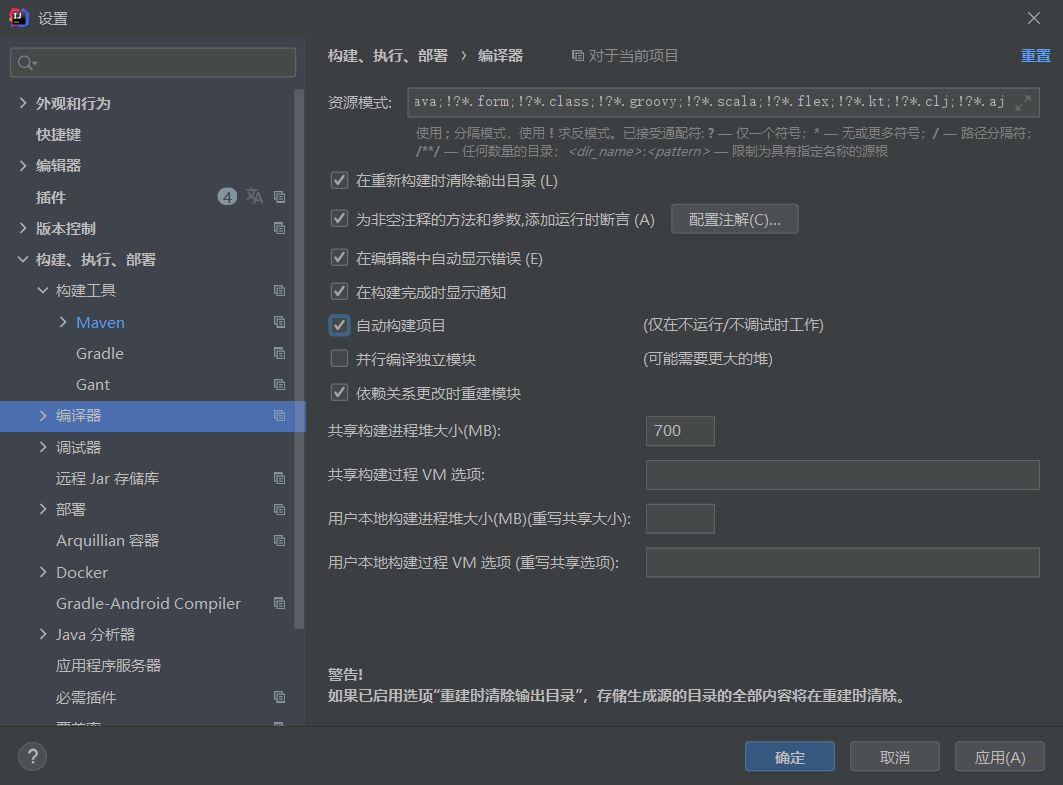 设置
外观和行为
快捷键
编辑器
插件 4
版本控制
构建、执行、部署
构建工具
Maven
Gradle
Gant
编译器
调试器
远程 Jar 存储库
部署
Arquillian 容器
Docker
Gradle-Android Compiler
Java 分析器
应用程序服务器
必需插件
构建、执行、部署 › 编译器 对于当前项目 重置
资源模式: ava;!?*.form;!?*.class;!?*.groovy;!?*.scala;!?*.flex;!?*.kt;!?*.clj;!?*.aj
使用 ; 分隔模式，使用 ! 求反模式。已接受通配符: ? — 仅一个符号；* — 无或更多符号；/ — 路径分隔符；
/**/ — 任何数量的目录；<dir_name>:<pattern> — 限制为具有指定名称的源根
在重新构建时清除输出目录 (L)
为非空注释的方法和参数,添加运行时断言 (A) 配置注解(C)...
在编辑器中自动显示错误 (E)
在构建完成时显示通知
自动构建项目 (仅在不运行/不调试时工作)
并行编译独立模块 (可能需要更大的堆)
依赖关系更改时重建模块
共享构建进程堆大小(MB): 700
共享构建过程 VM 选项:
用户本地构建进程堆大小(MB)(重写共享大小):
用户本地构建过程 VM 选项 (重写共享选项):
警告!
如果已启用选项“重建时清除输出目录”，存储生成源的目录的全部内容将在重建时清除。
? 确定 取消 应用(A)